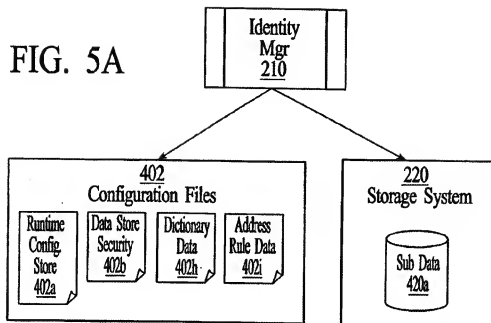 FIG. 5A
Identity
Mgr
210
402
Configuration Files
Runtime
Config.
Store
402a
Data Store
Security
402b
Dictionary
Data
402h
Address
Rule Data
402i
220
Storage System
Sub Data
420a